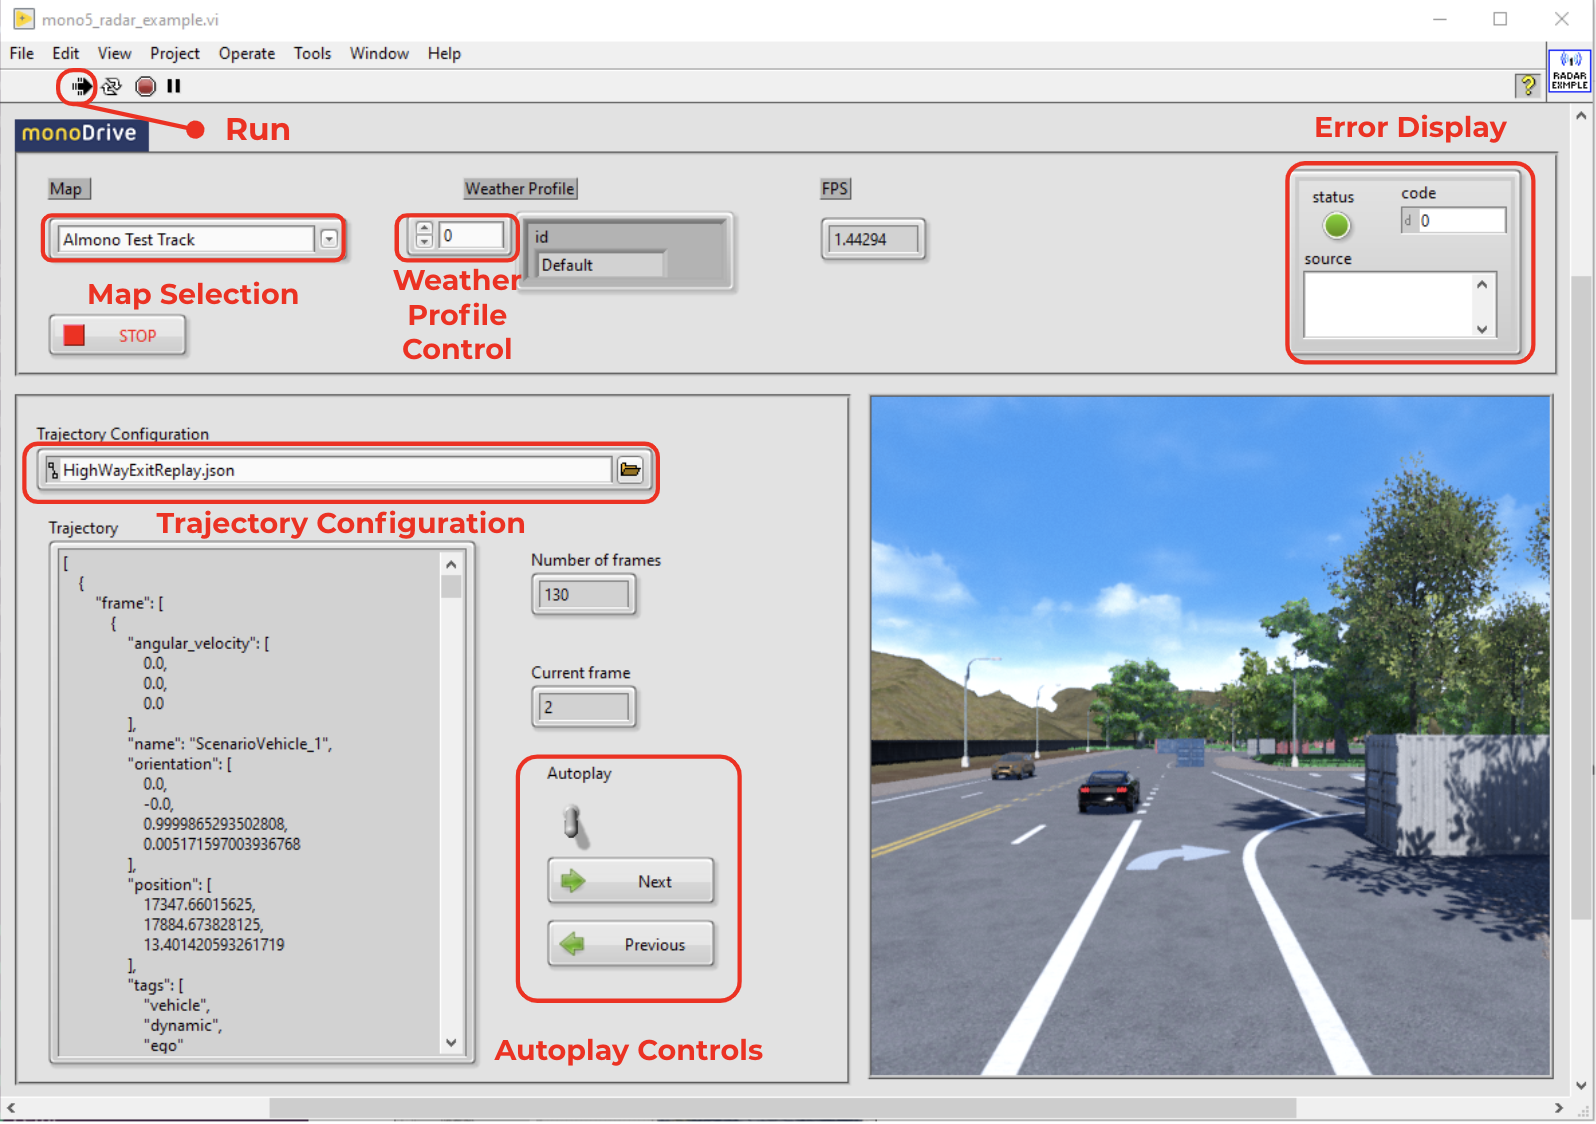 mono5_radar_example.vi
File Edit View Project Operate Tools Window Help
RADAR
EXMPLE
Run
Error Display
monoDrive
Map
Weather Profile
FPS
status
code
Almono Test Track
0
id
Default
1.44294
d 0
source
Map Selection
Weather
Profile
Control
STOP
Trajectory Configuration
HighWayExitReplay.json
Trajectory Configuration
Trajectory
[
{
"frame": [
{
"angular_velocity": [
0.0,
0.0,
0.0
],
"name": "ScenarioVehicle_1",
"orientation": [
0.0,
-0.0,
0.9999865293502808,
0.005171597003936768
],
"position": [
17347.66015625,
17884.673828125,
13.401420593261719
],
"tags": [
"vehicle",
"dynamic",
"ego"
Number of frames
130
Current frame
2
Autoplay
Next
Previous
Autoplay Controls